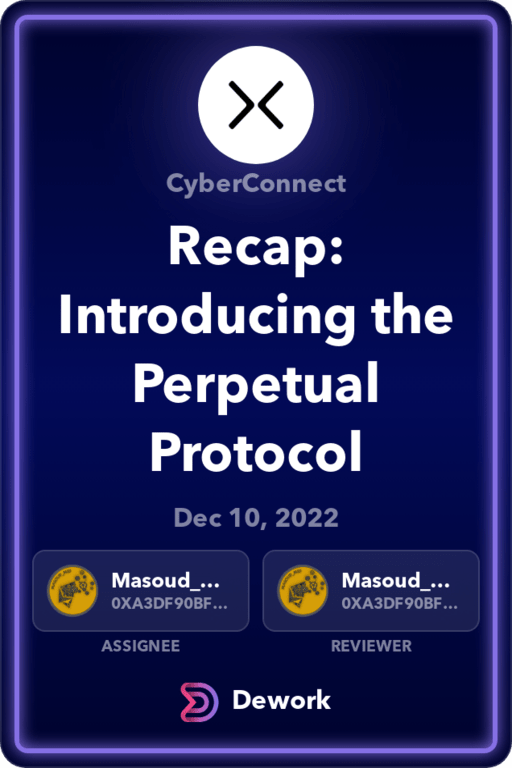 CyberConnect
Recap:
Introducing the
Perpetual
Protocol
Dec 10, 2022
Masoud_...
0XA3DF90BF...
Masoud_...
0XA3DF90BF...
ASSIGNEE
REVIEWER
Dework